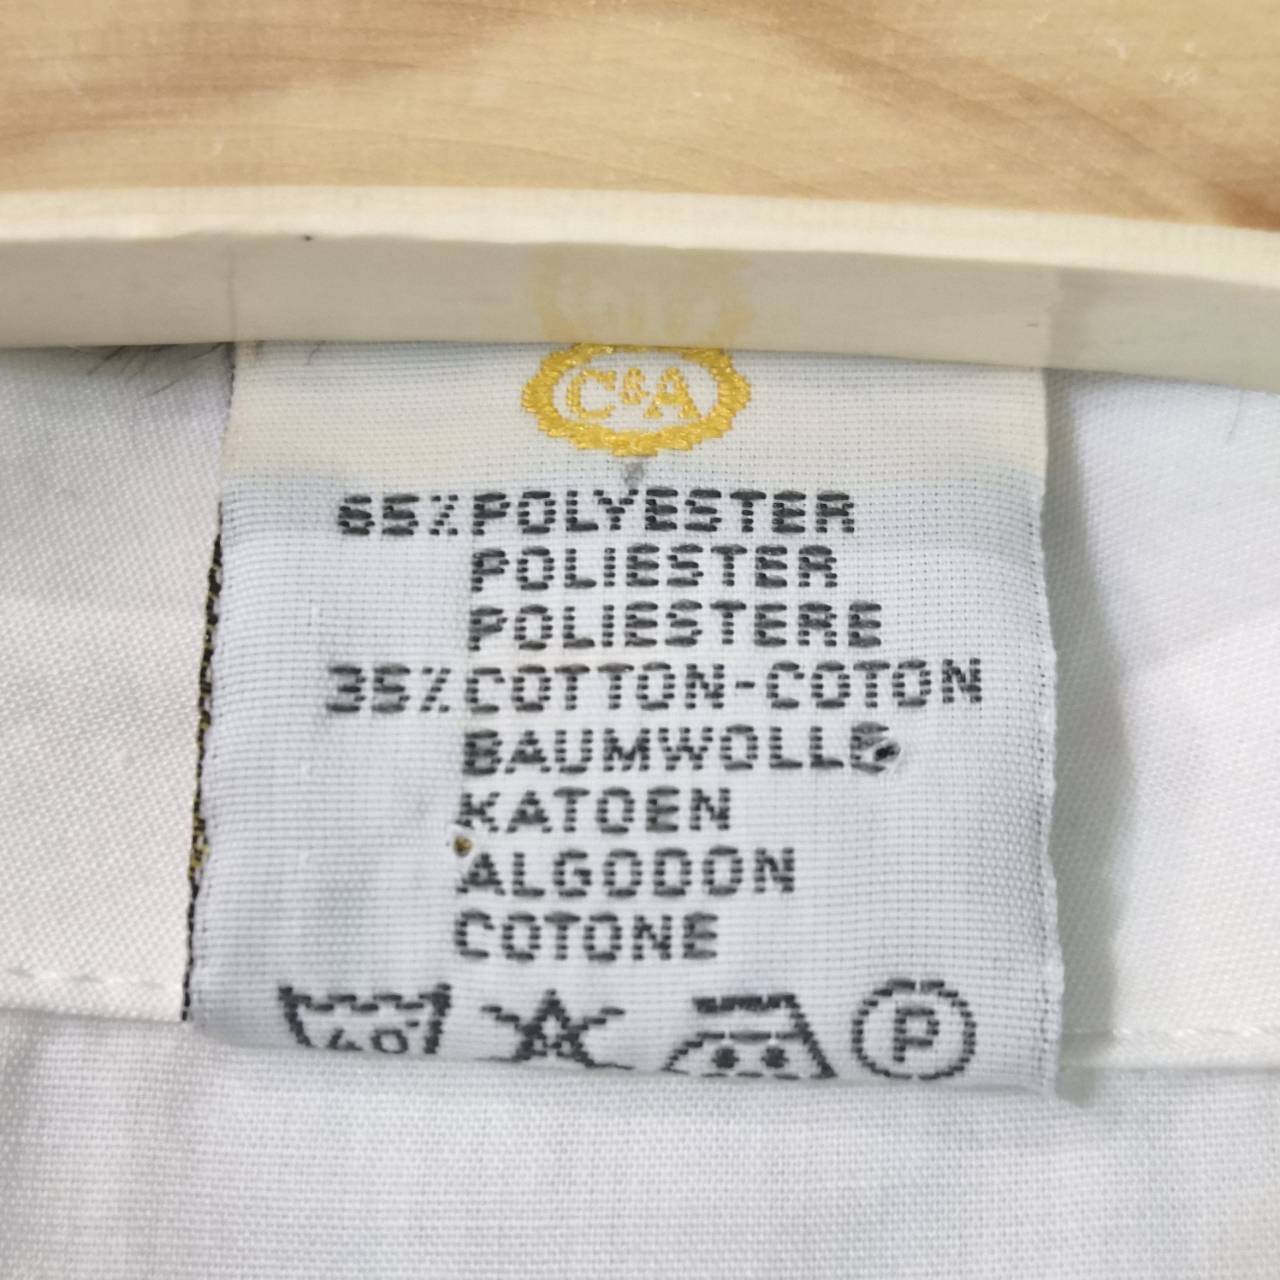 C&A
65% POLYESTER
POLIESTER
POLIESTERE
35% COTTON-COTON
BAUMWOLLE
KATOEN
ALGODON
COTONE
40° P